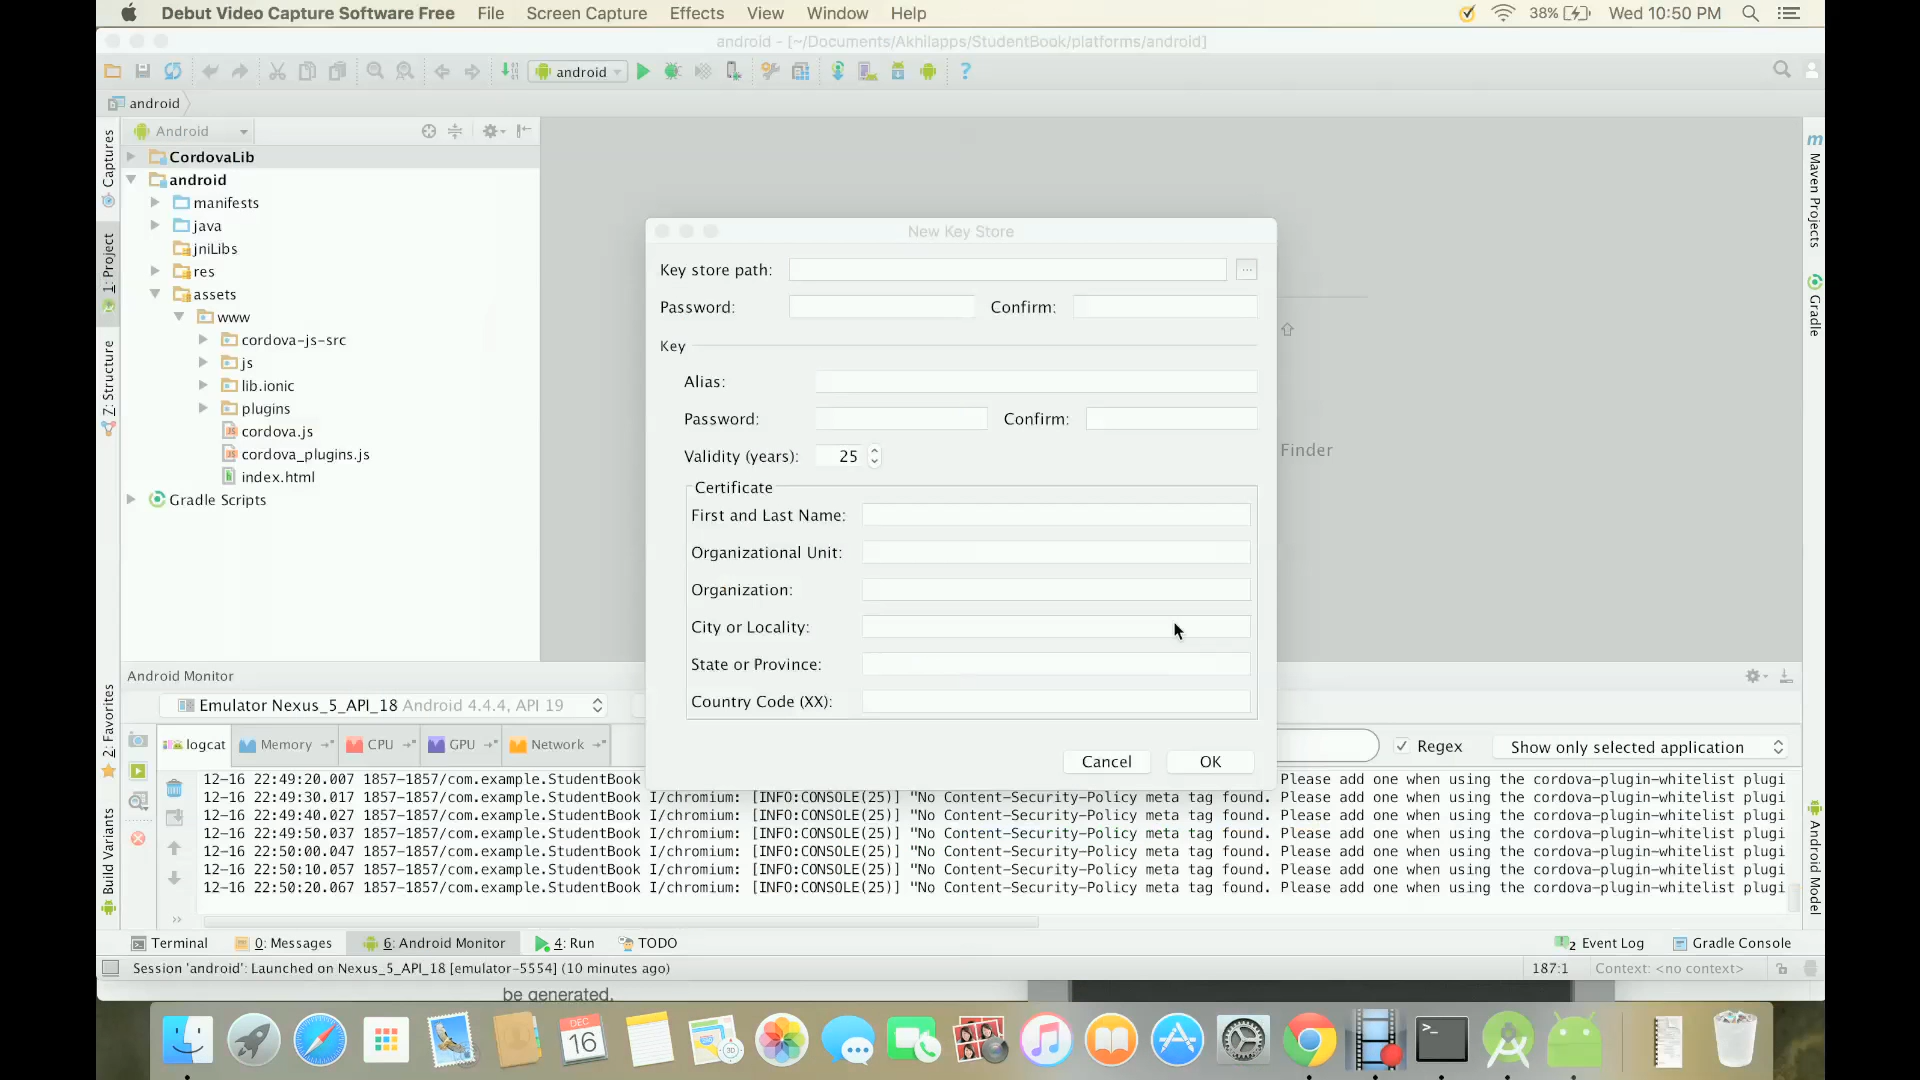 Debut Video Capture Software Free File Screen Capture Effects View Window Help 38% Wed 10:50 PM
android - [~/Documents/Akhilapps/StudentBook/platforms/android]
android
android
Android
CordovaLib
android
manifests
java
jniLibs
res
assets
www
cordova-js-src
js
lib.ionic
plugins
cordova.js
cordova_plugins.js
index.html
Gradle Scripts
Captures
1: Project
Z: Structure
2: Favorites
Build Variants
Maven Projects
Gradle
Android Model
New Key Store
Key store path: ...
Password: Confirm:
Key
Alias:
Password: Confirm:
Validity (years): 25
Certificate
First and Last Name:
Organizational Unit:
Organization:
City or Locality:
State or Province:
Country Code (XX):
Cancel OK
Finder
Android Monitor
Emulator Nexus_5_API_18 Android 4.4.4, API 19
logcat Memory CPU GPU Network Regex Show only selected application
12-16 22:49:20.007 1857-1857/com.example.StudentBook Please add one when using the cordova-plugin-whitelist plugi
12-16 22:49:30.017 1857-1857/com.example.StudentBook I/chromium: [INFO:CONSOLE(25)] "No Content-Security-Policy meta tag found. Please add one when using the cordova-plugin-whitelist plugi
12-16 22:49:40.027 1857-1857/com.example.StudentBook I/chromium: [INFO:CONSOLE(25)] "No Content-Security-Policy meta tag found. Please add one when using the cordova-plugin-whitelist plugi
12-16 22:49:50.037 1857-1857/com.example.StudentBook I/chromium: [INFO:CONSOLE(25)] "No Content-Security-Policy meta tag found. Please add one when using the cordova-plugin-whitelist plugi
12-16 22:50:00.047 1857-1857/com.example.StudentBook I/chromium: [INFO:CONSOLE(25)] "No Content-Security-Policy meta tag found. Please add one when using the cordova-plugin-whitelist plugi
12-16 22:50:10.057 1857-1857/com.example.StudentBook I/chromium: [INFO:CONSOLE(25)] "No Content-Security-Policy meta tag found. Please add one when using the cordova-plugin-whitelist plugi
12-16 22:50:20.067 1857-1857/com.example.StudentBook I/chromium: [INFO:CONSOLE(25)] "No Content-Security-Policy meta tag found. Please add one when using the cordova-plugin-whitelist plugi
Terminal 0: Messages 6: Android Monitor 4: Run TODO 2 Event Log Gradle Console
Session 'android': Launched on Nexus_5_API_18 [emulator-5554] (10 minutes ago) 187:1 Context: <no context>
be generated.
DEC
16
3D